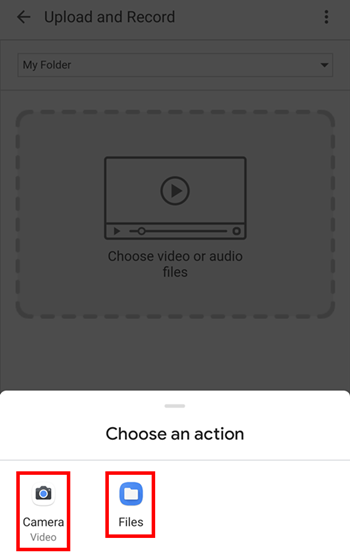 Upload and Record
My Folder
Choose video or audio
files
Choose an action
Camera
Files
Video